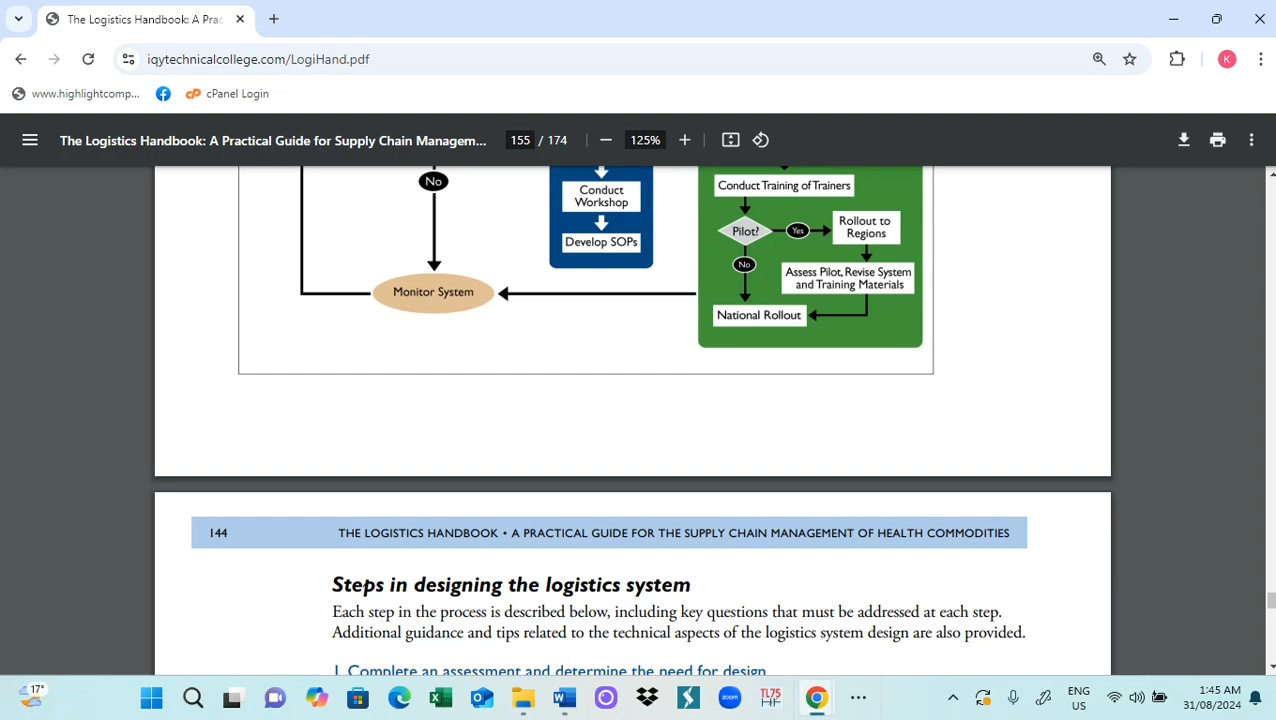 The Logistics Handbook: A Prac
iqytechnicalcollege.com/LogiHand.pdf
K
www.highlightcomp...
cPanel Login
The Logistics Handbook: A Practical Guide for Supply Chain Managem...
155 / 174
125%
No
Conduct
Workshop
Develop SOPs
Conduct Training of Trainers
Pilot?
Yes
Rollout to
Regions
No
Assess Pilot, Revise System
and Training Materials
Monitor System
National Rollout
144
THE LOGISTICS HANDBOOK • A PRACTICAL GUIDE FOR THE SUPPLY CHAIN MANAGEMENT OF HEALTH COMMODITIES
Steps in designing the logistics system
Each step in the process is described below, including key questions that must be addressed at each step.
Additional guidance and tips related to the technical aspects of the logistics system design are also provided.
1. Complete an assessment and determine the need for design
17°
zoom
TL75
ENG
US
1:45 AM
31/08/2024